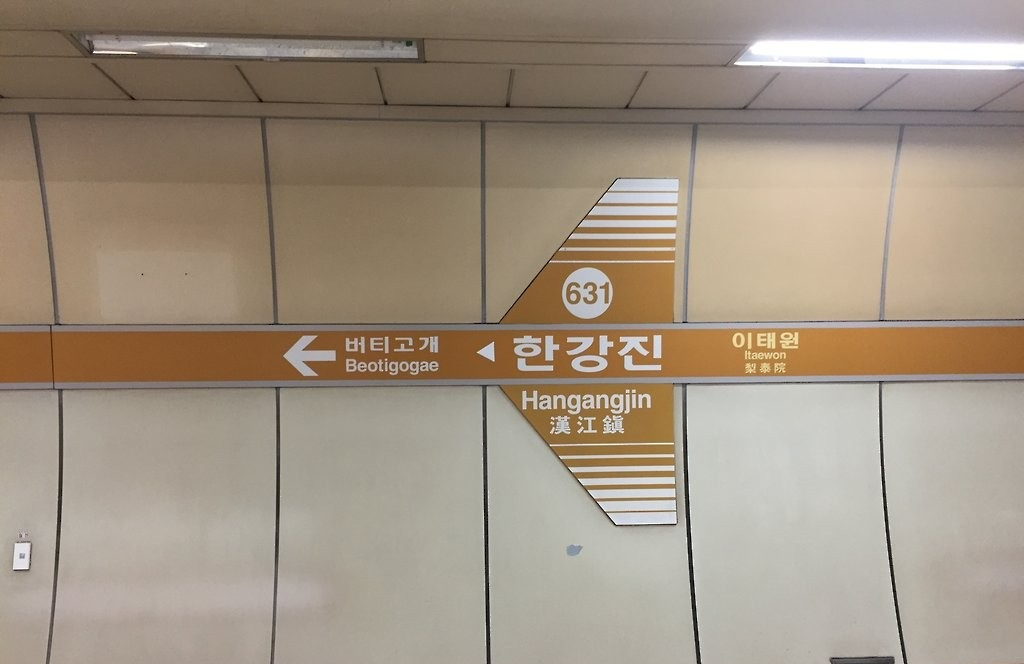 631
버티고개
Beotigogae
한강진
Hangangjin
漢江鎭
이태원
Itaewon
梨泰院